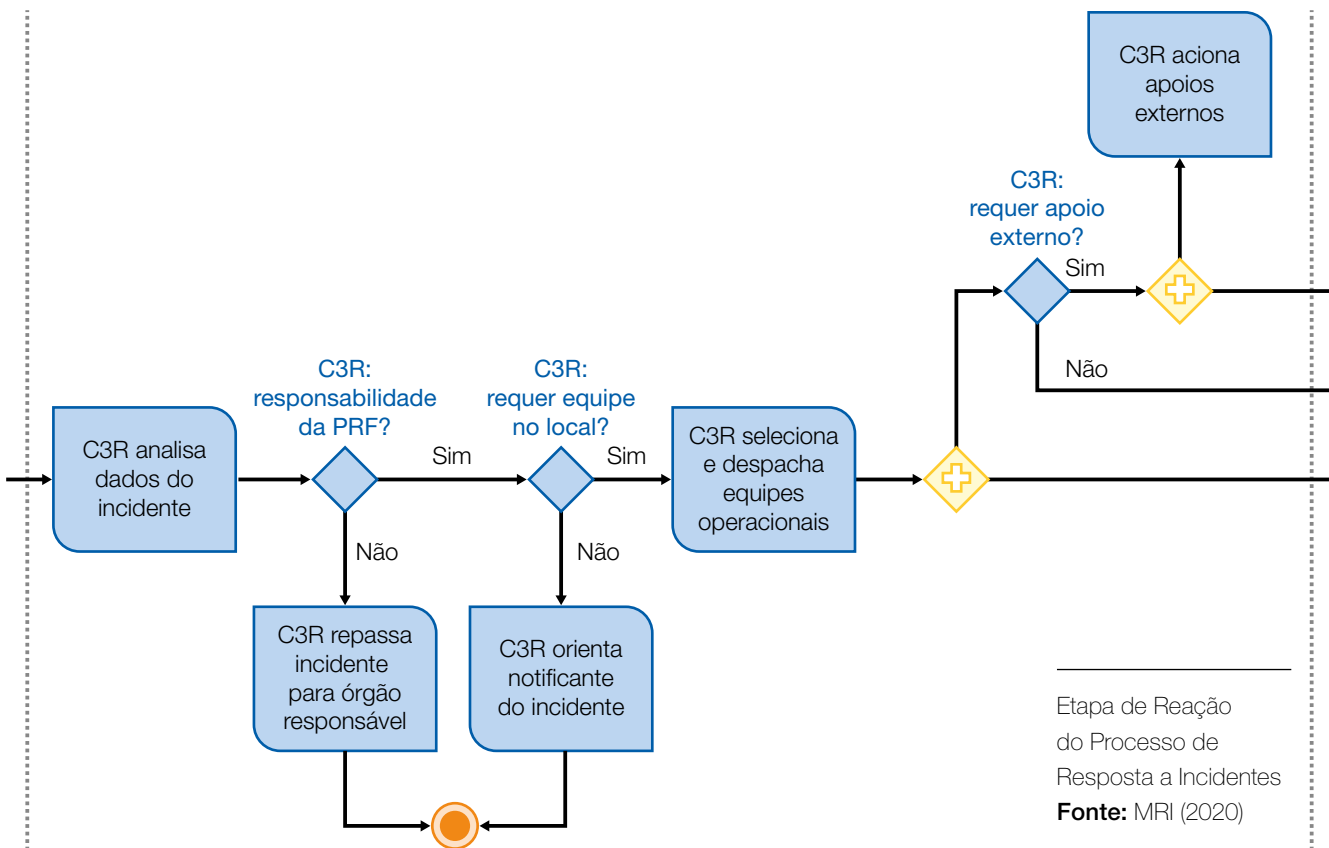 C3R analisa
dados do
incidente
C3R:
responsabilidade
da PRF?
Sim
Não
C3R repassa
incidente
para órgão
responsável
C3R:
requer equipe
no local?
Sim
Não
C3R orienta
notificante
do incidente
C3R seleciona
e despacha
equipes
operacionais
C3R:
requer apoio
externo?
Sim
Não
C3R aciona
apoios
externos
Etapa de Reação
do Processo de
Resposta a Incidentes
Fonte: MRI (2020)